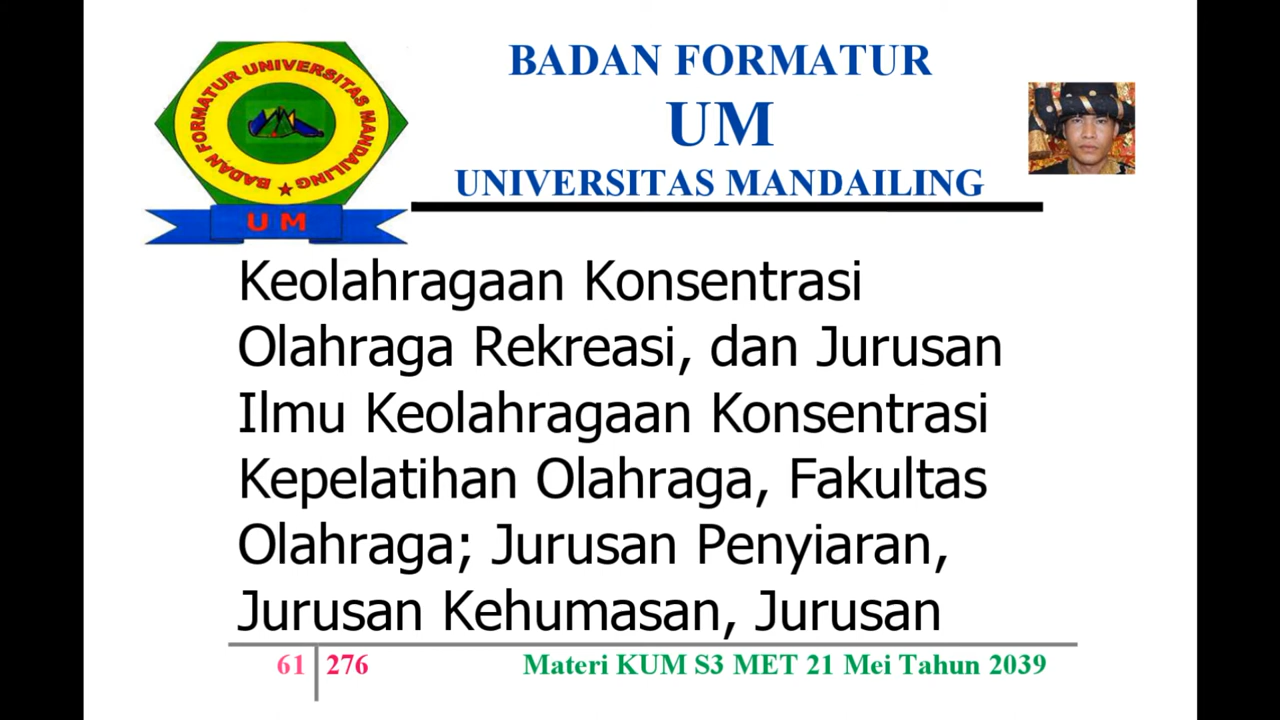 BADAN FORMATUR UNIVERSITAS MANDAILING
U M
BADAN FORMATUR
UM
UNIVERSITAS MANDAILING
Keolahragaan Konsentrasi
Olahraga Rekreasi, dan Jurusan
Ilmu Keolahragaan Konsentrasi
Kepelatihan Olahraga, Fakultas
Olahraga; Jurusan Penyiaran,
Jurusan Kehumasan, Jurusan
61 276 Materi KUM S3 MET 21 Mei Tahun 2039